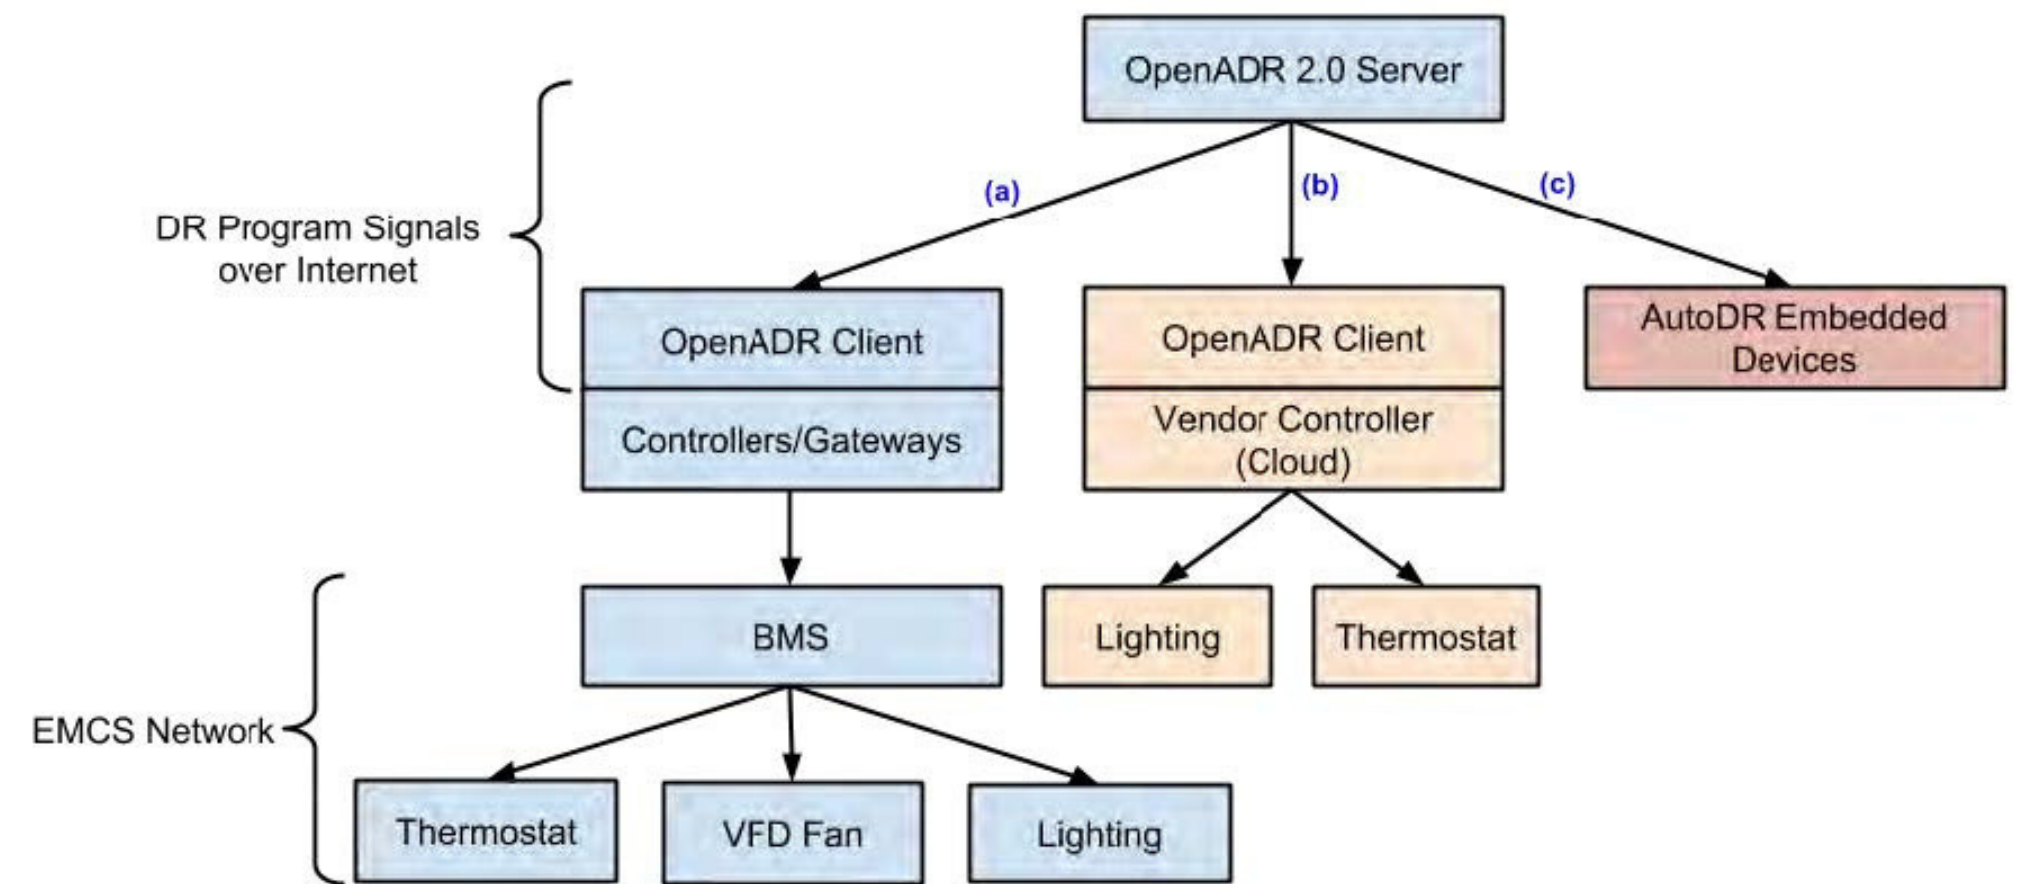 OpenADR 2.0 Server
(a)
(b)
(c)
DR Program Signals
over Internet
OpenADR Client
Controllers/Gateways
OpenADR Client
Vendor Controller
(Cloud)
AutoDR Embedded
Devices
BMS
Lighting
Thermostat
EMCS Network
Thermostat
VFD Fan
Lighting